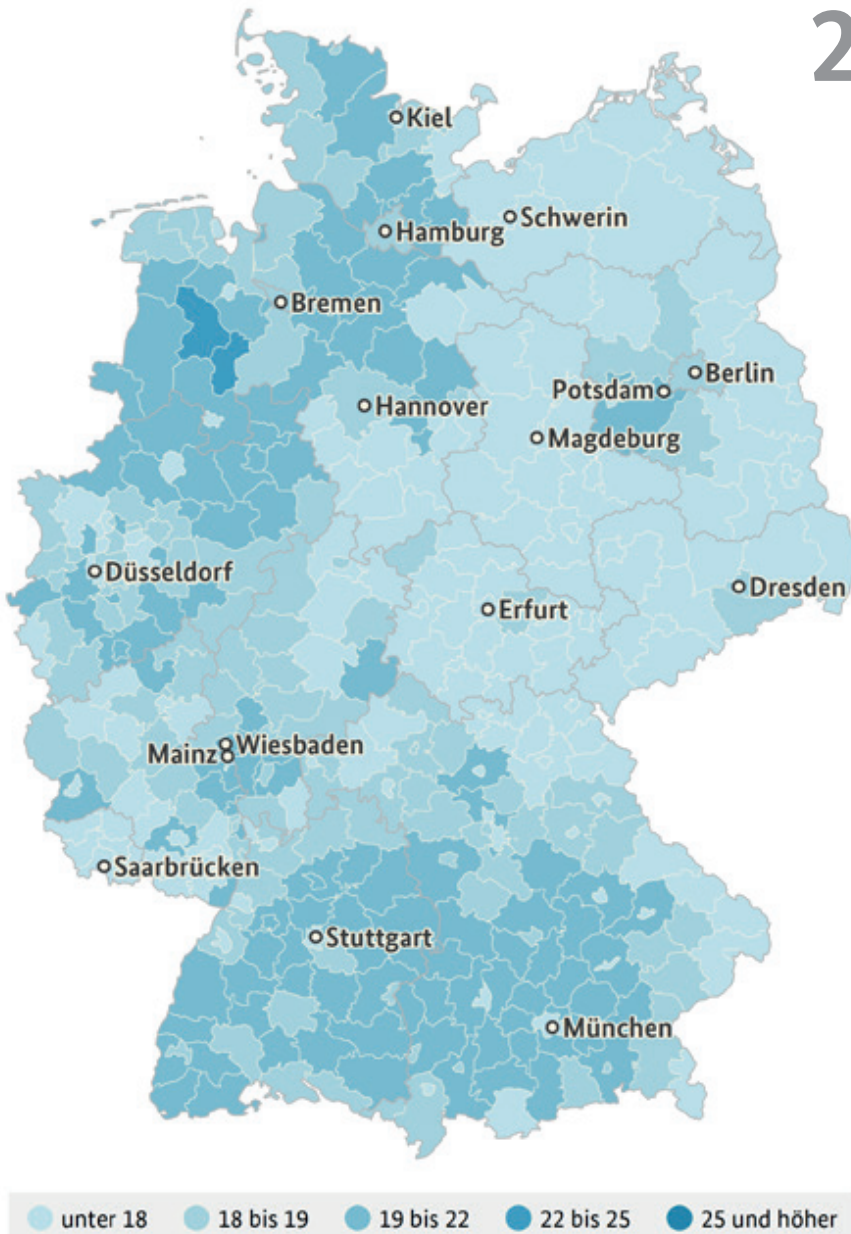 2
Kiel
Schwerin
Hamburg
Bremen
Berlin
Potsdam
Hannover
Magdeburg
Düsseldorf
Dresden
Erfurt
Wiesbaden
Mainz
Saarbrücken
Stuttgart
München
unter 18 18 bis 19 19 bis 22 22 bis 25 25 und höher